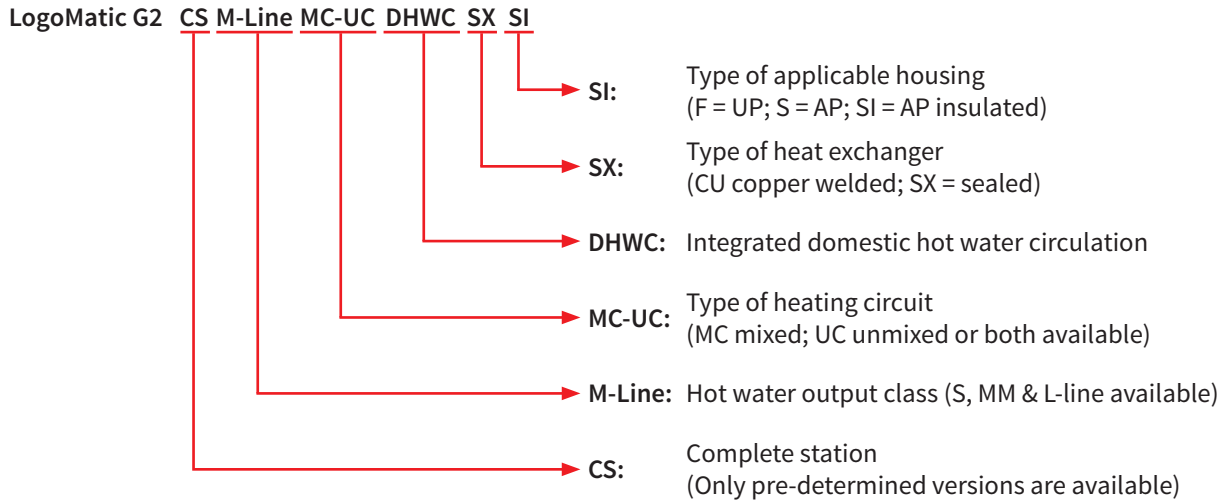 LogoMatic G2 CS M-Line MC-UC DHWC SX SI
SI: Type of applicable housing
(F = UP; S = AP; SI = AP insulated)
SX: Type of heat exchanger
(CU copper welded; SX = sealed)
DHWC: Integrated domestic hot water circulation
MC-UC: Type of heating circuit
(MC mixed; UC unmixed or both available)
M-Line: Hot water output class (S, MM & L-line available)
CS: Complete station
(Only pre-determined versions are available)